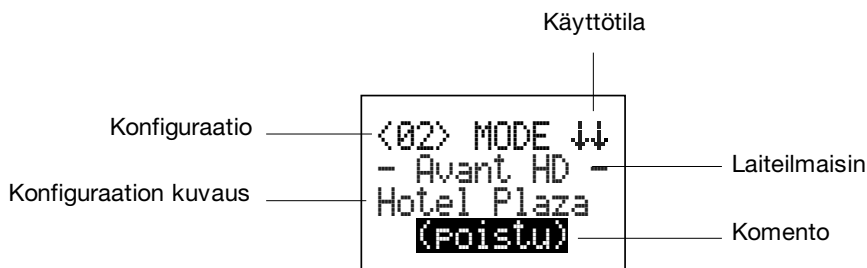 Käyttötila
Konfiguraatio
<02> MODE ↓↓
- Avant HD -
Laiteilmaisin
Konfiguraation kuvaus
Hotel Plaza
(poistu)
Komento